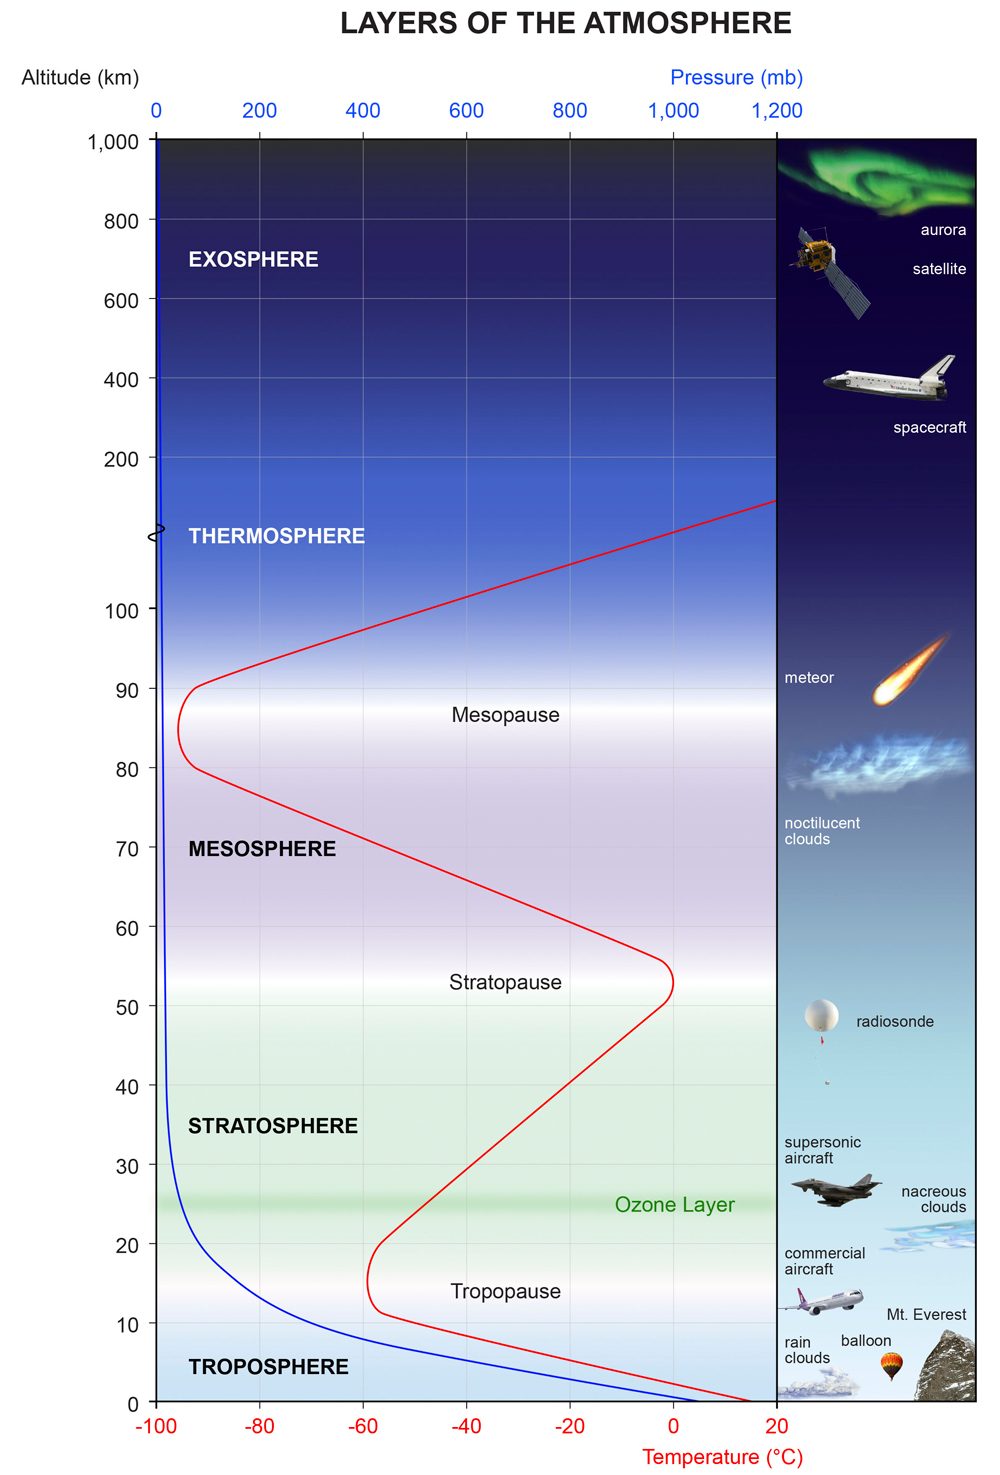 LAYERS OF THE ATMOSPHERE
Altitude (km)
Pressure (mb)
0 200 400 600 800 1,000 1,200
1,000
aurora
800
EXOSPHERE
satellite
600
400
spacecraft
200
THERMOSPHERE
100
meteor
90
Mesopause
80
noctilucent
clouds
70
MESOSPHERE
60
Stratopause
50
radiosonde
40
STRATOSPHERE
supersonic
aircraft
30
nacreous
clouds
Ozone Layer
20
commercial
aircraft
Tropopause
Mt. Everest
10
rain
clouds
balloon
TROPOSPHERE
0
-100 -80 -60 -40 -20 0 20
Temperature (°C)